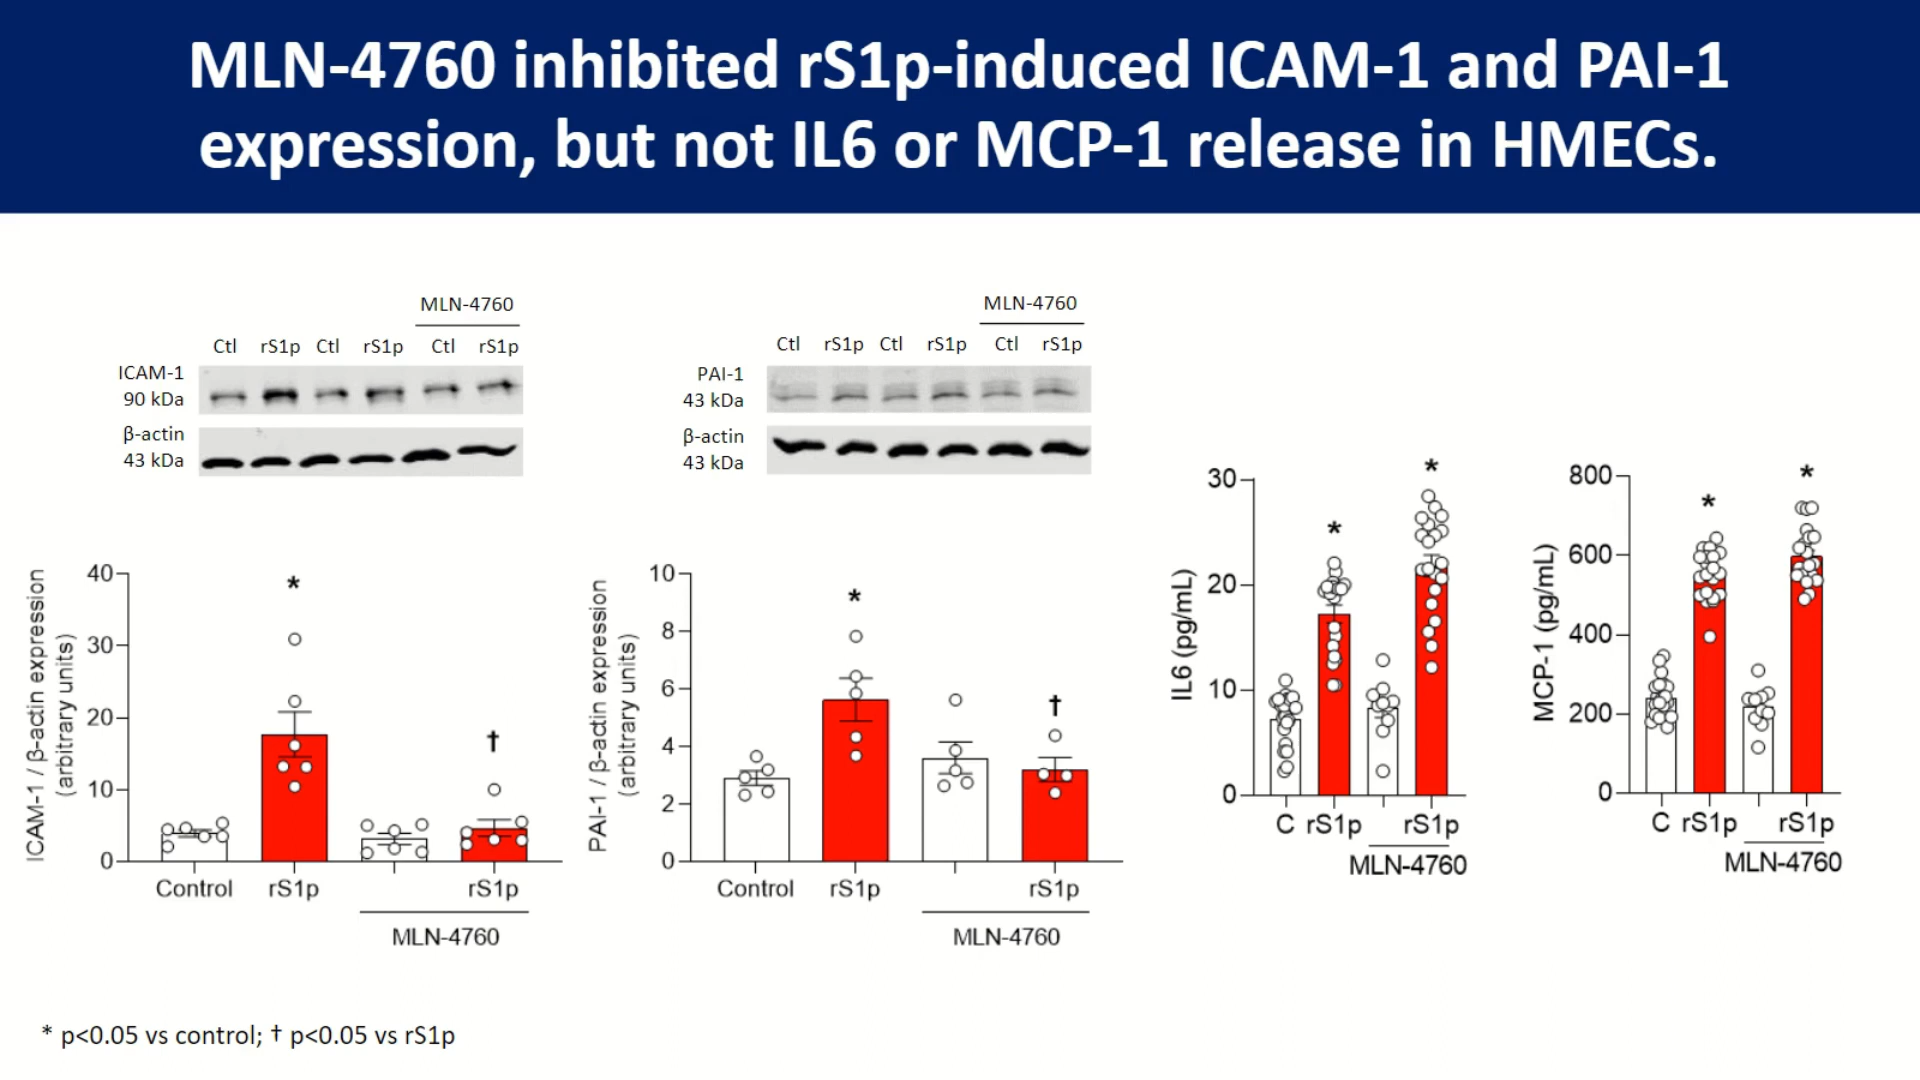 MLN-4760 inhibited rS1p-induced ICAM-1 and PAI-1
expression, but not IL6 or MCP-1 release in HMECs.
MLN-4760
Ctl rS1p Ctl rS1p Ctl rS1p
ICAM-1
90 kDa
β-actin
43 kDa
ICAM-1 / β-actin expression
(arbitrary units)
40
30
20
10
0
*
†
Control rS1p rS1p
MLN-4760
MLN-4760
Ctl rS1p Ctl rS1p Ctl rS1p
PAI-1
43 kDa
β-actin
43 kDa
PAI-1 / β-actin expression
(arbitrary units)
10
8
6
4
2
0
*
†
Control rS1p rS1p
MLN-4760
IL6 (pg/mL)
30
20
10
0
*
*
C rS1p rS1p
MLN-4760
MCP-1 (pg/mL)
800
600
400
200
0
*
*
C rS1p rS1p
MLN-4760
* p<0.05 vs control; † p<0.05 vs rS1p